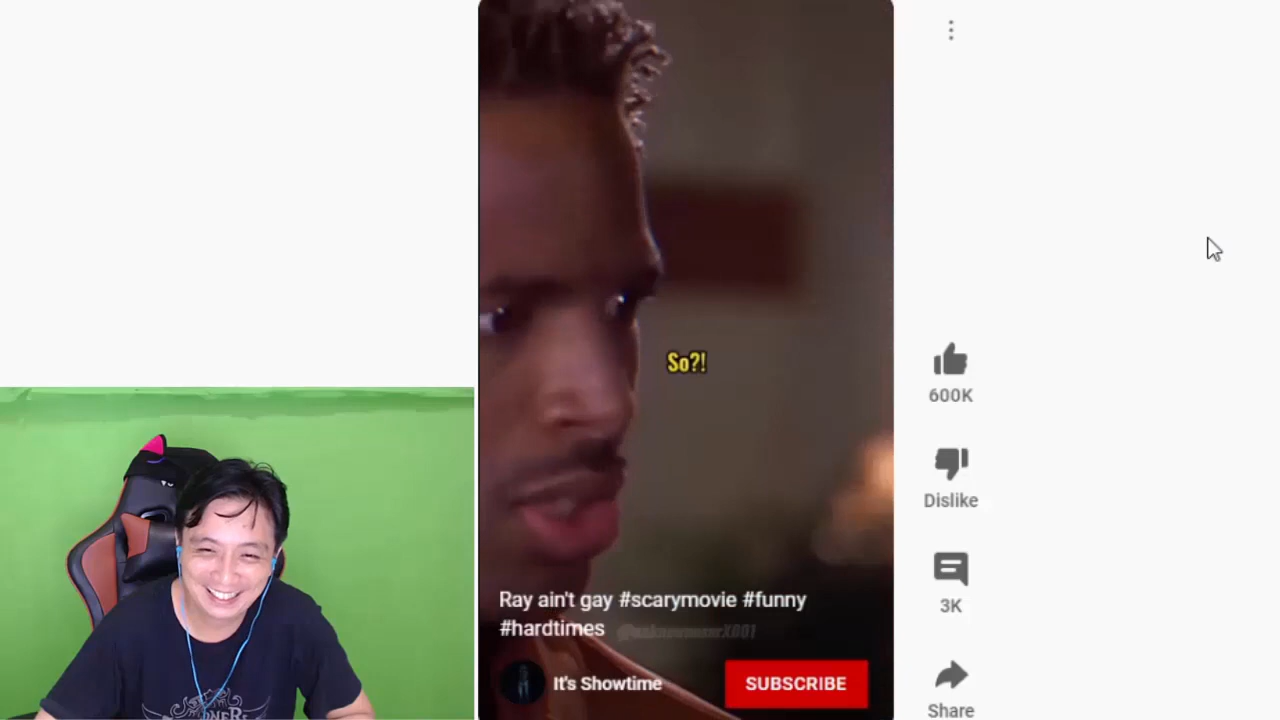 So?!
600K
Dislike
3K
Ray ain't gay #scarymovie #funny
#hardtimes
It's Showtime
SUBSCRIBE
Share